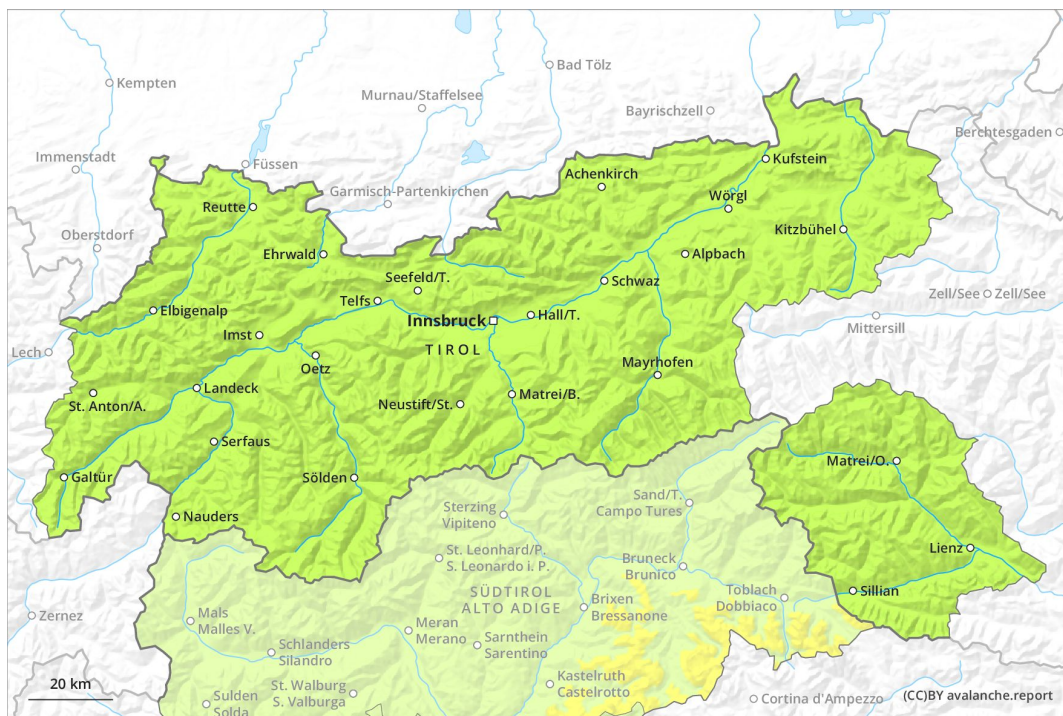 Kempten
Bad Tölz
Murnau/Staffelsee
Bayrischzell
Berchtesgaden
Immenstadt
Füssen
Kufstein
Achenkirch
Garmisch-Partenkirchen
Wörgl
Reutte
Kitzbühel
Oberstdorf
Ehrwald
Alpbach
Seefeld/T.
Schwaz
Zell/See
Zell/See
Telfs
Elbigenalp
Innsbruck
Hall/T.
Mittersill
Imst
TIROL
Lech
Oetz
Mayrhofen
Landeck
Matrei/B.
St. Anton/A.
Neustift/St.
Serfaus
Matrei/O.
Galtür
Sölden
Sand/T.
Campo Tures
Sterzing
Vipiteno
Nauders
Lienz
St. Leonhard/P.
S. Leonardo i. P.
Bruneck
Brunico
Sillian
SÜDTIROL
ALTO ADIGE
Toblach
Dobbiaco
Brixen
Bressanone
Zernez
Mals
Malles V.
Meran
Merano
Sarnthein
Sarentino
Schlanders
Silandro
Kastelruth
Castelrotto
St. Walburg
S. Valburga
20 km
Sulden
Solda
Cortina d'Ampezzo
(CC)BY avalanche.report